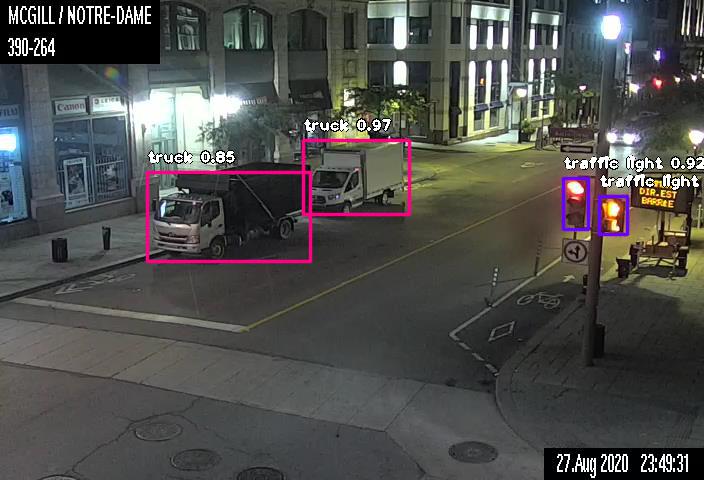 MCGILL / NOTRE-DAME
390-264
Canon
truck 0.85
truck 0.97
traffic light 0.92
traffic light
DIR.EST
BARRÉE
27.Aug 2020 23:49:31